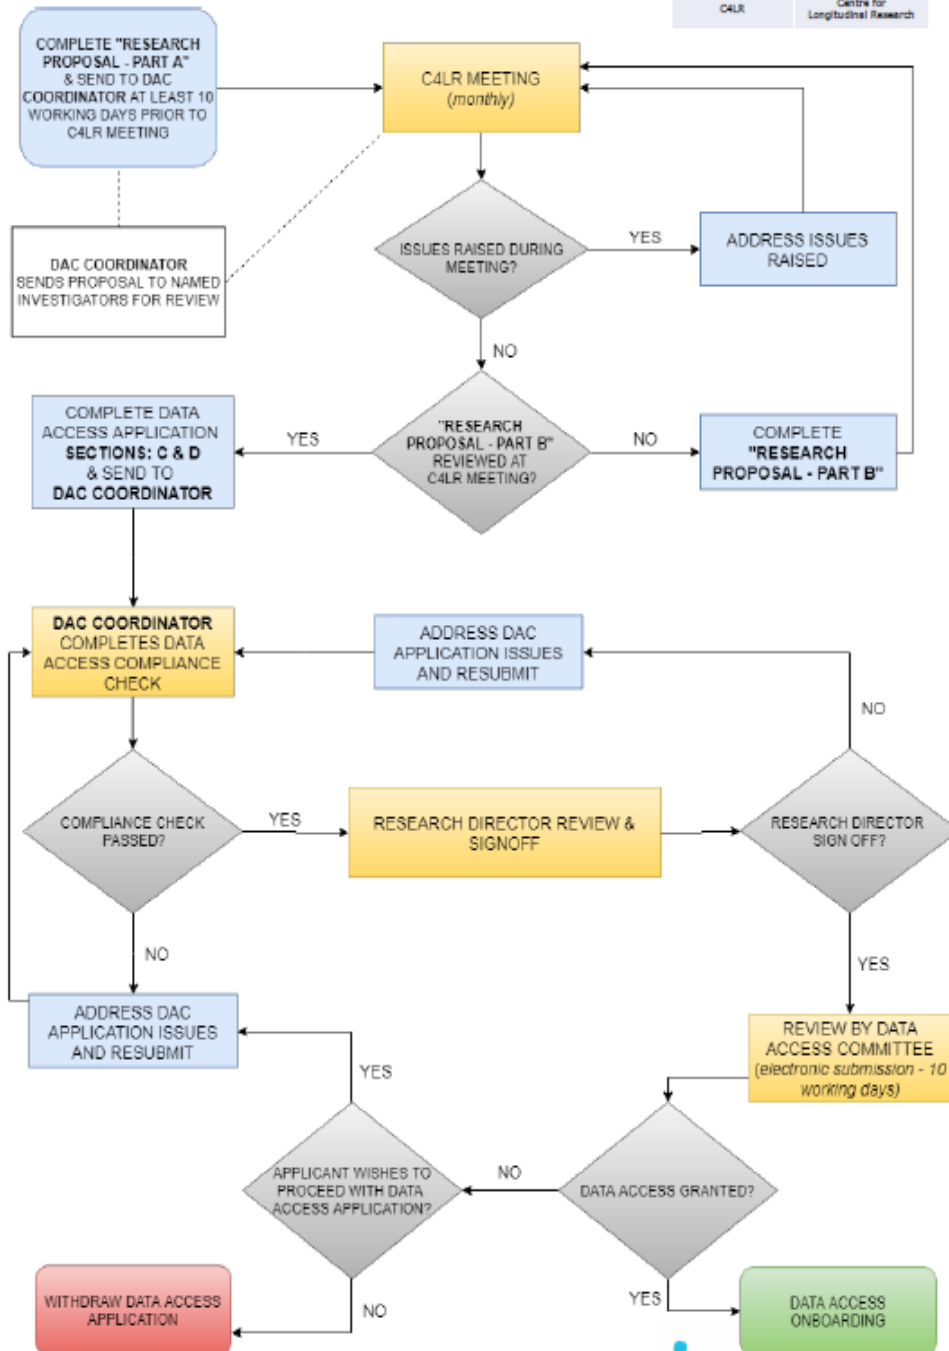 C4LR
Centre for
Longitudinal Research
COMPLETE "RESEARCH
PROPOSAL - PART A"
& SEND TO DAC
COORDINATOR AT LEAST 10
WORKING DAYS PRIOR TO
C4LR MEETING
C4LR MEETING
(monthly)
DAC COORDINATOR
SENDS PROPOSAL TO NAMED
INVESTIGATORS FOR REVIEW
ISSUES RAISED DURING
MEETING?
YES
ADDRESS ISSUES
RAISED
NO
COMPLETE DATA
ACCESS APPLICATION
SECTIONS: C & D
& SEND TO
DAC COORDINATOR
YES
"RESEARCH
PROPOSAL - PART B"
REVIEWED AT
C4LR MEETING?
NO
COMPLETE
"RESEARCH
PROPOSAL - PART B"
DAC COORDINATOR
COMPLETES DATA
ACCESS COMPLIANCE
CHECK
ADDRESS DAC
APPLICATION ISSUES
AND RESUBMIT
NO
COMPLIANCE CHECK
PASSED?
YES
RESEARCH DIRECTOR REVIEW &
SIGNOFF
RESEARCH DIRECTOR
SIGN OFF?
NO
YES
ADDRESS DAC
APPLICATION ISSUES
AND RESUBMIT
REVIEW BY DATA
ACCESS COMMITTEE
(electronic submission - 10
working days)
YES
APPLICANT WISHES TO
PROCEED WITH DATA
ACCESS APPLICATION?
NO
DATA ACCESS GRANTED?
NO
YES
WITHDRAW DATA ACCESS
APPLICATION
DATA ACCESS
ONBOARDING